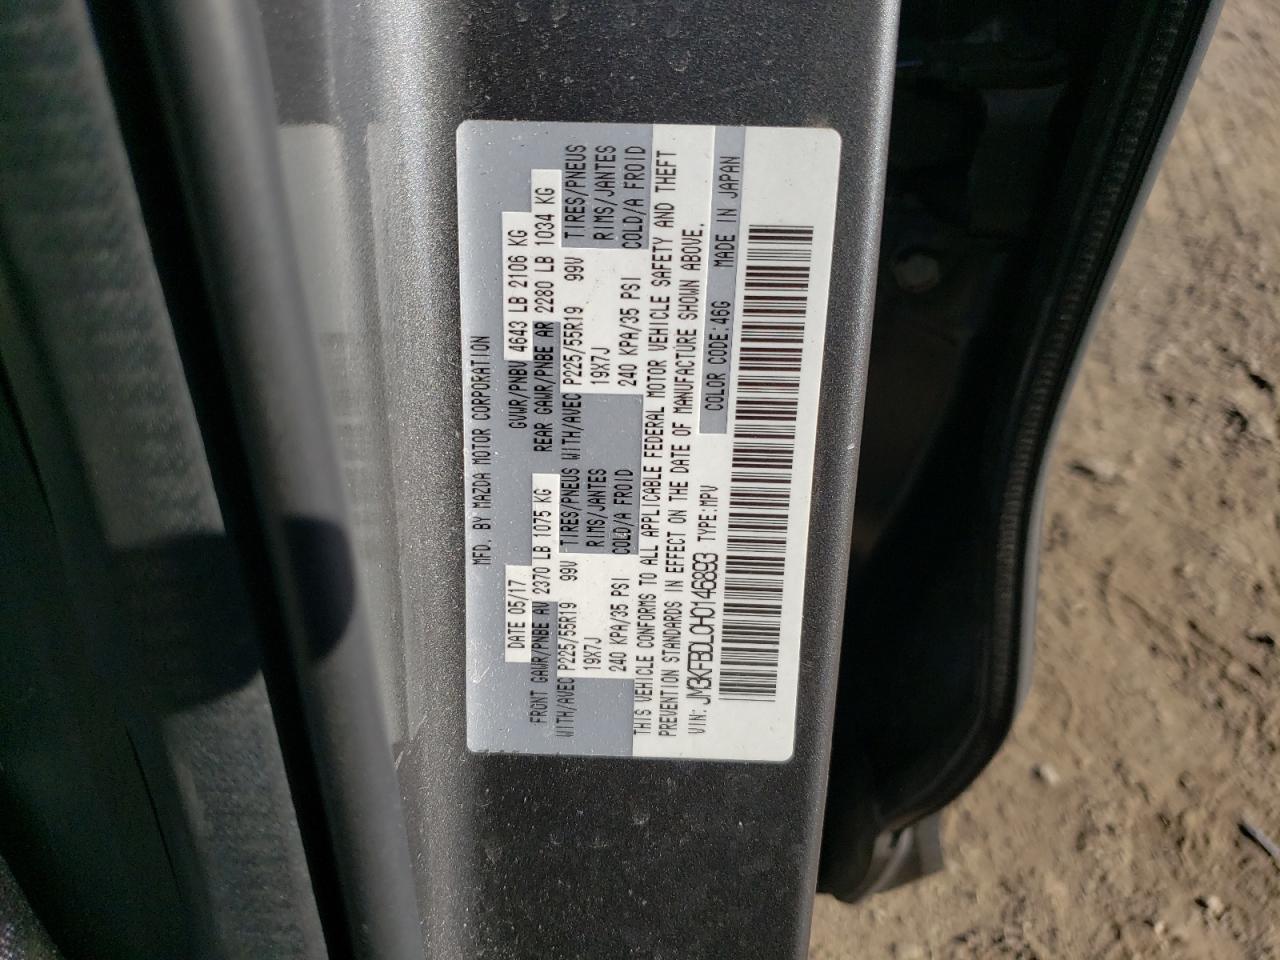 MFD. BY MAZDA MOTOR CORPORATION
DATE 05/17 GVWR/PNBV 4643 LB 2106 KG
FRONT GAWR/PNBE AV 2370 LB 1075 KG REAR GAWR/PNBE AR 2280 LB 1034 KG
WITH/AVEC P225/55R19 99V TIRES/PNEUS WITH/AVEC P225/55R19 99V TIRES/PNEUS
19X7J RIMS/JANTES 19X7J RIMS/JANTES
240 KPA/35 PSI COLD/A FROID 240 KPA/35 PSI COLD/A FROID
THIS VEHICLE CONFORMS TO ALL APPLICABLE FEDERAL MOTOR VEHICLE SAFETY AND THEFT
PREVENTION STANDARDS IN EFFECT ON THE DATE OF MANUFACTURE SHOWN ABOVE.
VIN: JM3KFBDL0H0146893 TYPE:MPV COLOR CODE:46G MADE IN JAPAN